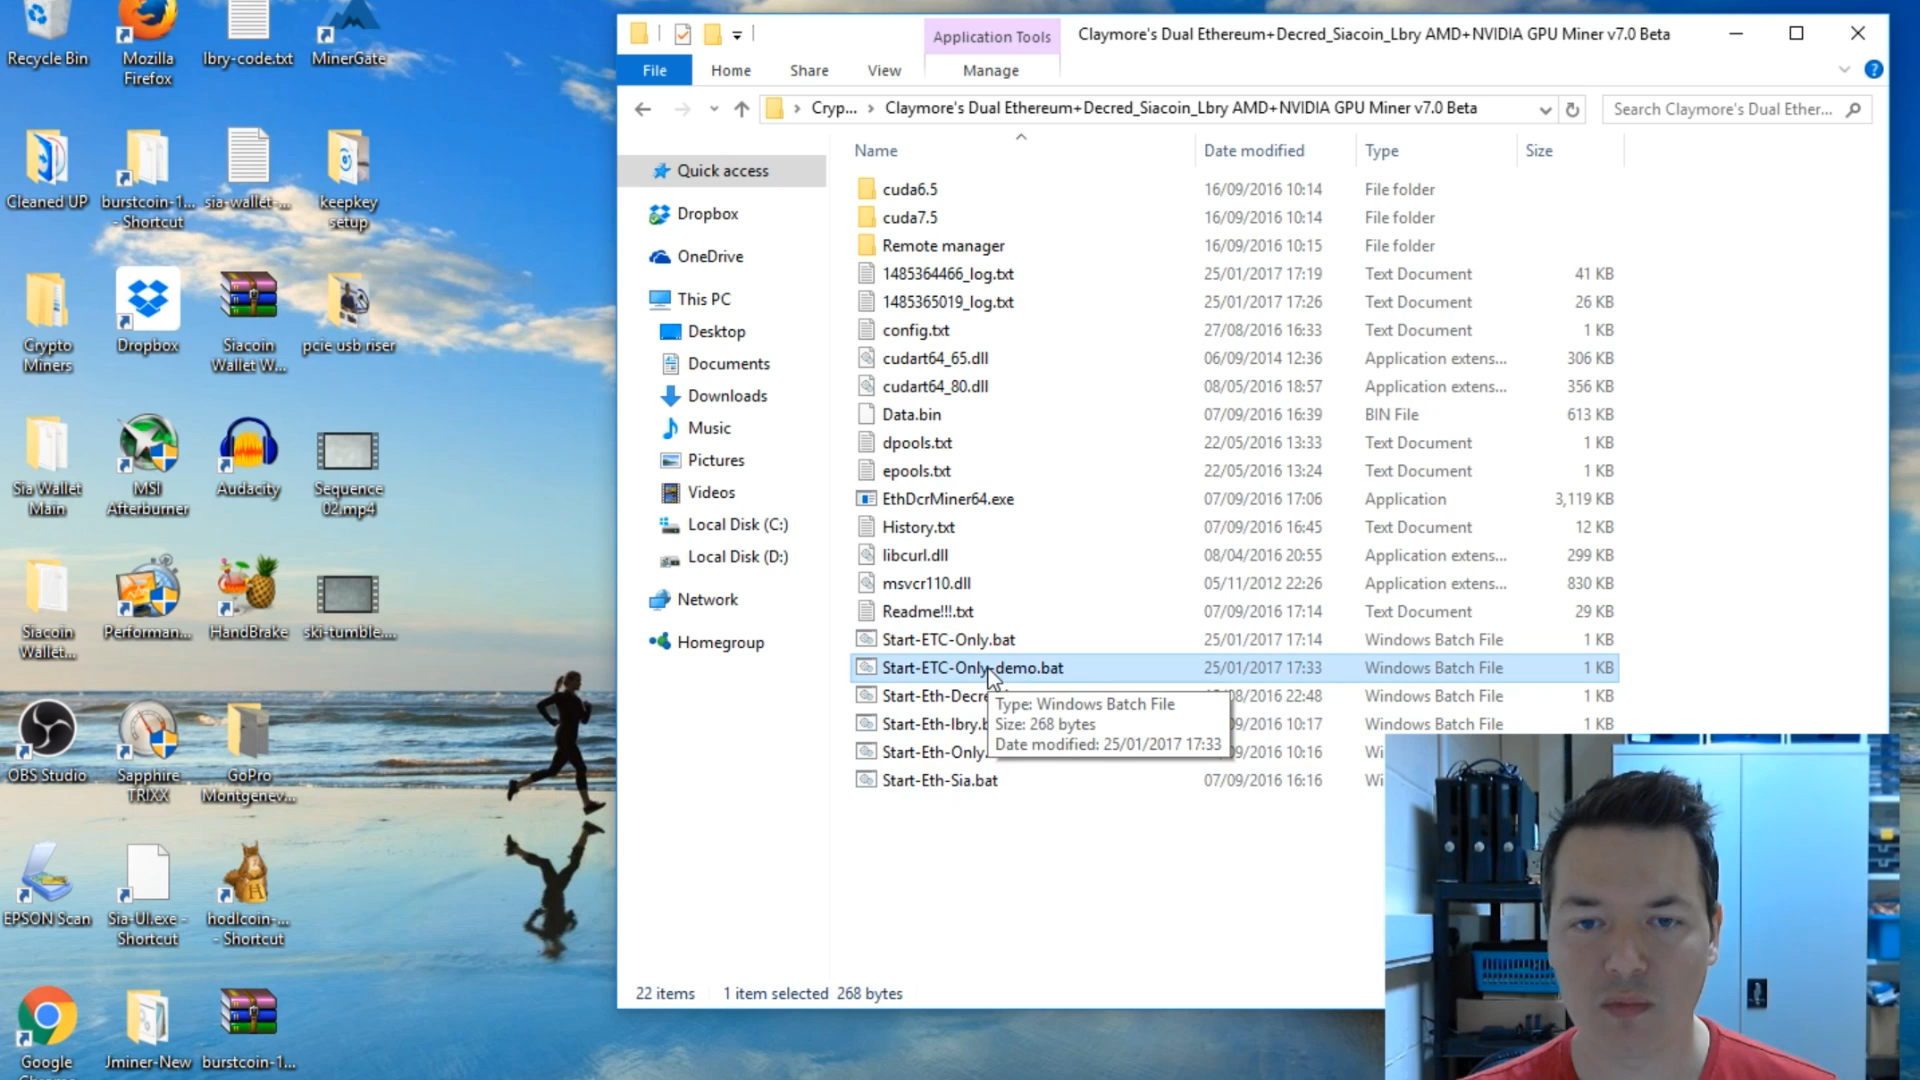 Recycle Bin
Mozilla
Firefox
lbry-code.txt
MinerGate
Cleaned UP
burstcoin-1...
- Shortcut
sia-wallet-...
keepkey
setup
Crypto
Miners
Dropbox
Siacoin
Wallet W...
pcie usb riser
Sia Wallet
Main
MSI
Afterburner
Audacity
Sequence
02.mp4
Siacoin
Wallet...
Performan...
HandBrake
ski-tumble....
OBS Studio
Sapphire
TRIXX
GoPro
Montgenev...
EPSON Scan
Sia-UI.exe -
Shortcut
hodlcoin-...
- Shortcut
Google
Jminer-New
burstcoin-1...
Application Tools
Claymore's Dual Ethereum+Decred_Siacoin_Lbry AMD+NVIDIA GPU Miner v7.0 Beta
File
Home
Share
View
Manage
Cryp... > Claymore's Dual Ethereum+Decred_Siacoin_Lbry AMD+NVIDIA GPU Miner v7.0 Beta
Search Claymore's Dual Ether...
Quick access
Dropbox
OneDrive
This PC
Desktop
Documents
Downloads
Music
Pictures
Videos
Local Disk (C:)
Local Disk (D:)
Network
Homegroup
Name Date modified Type Size
cuda6.5 16/09/2016 10:14 File folder
cuda7.5 16/09/2016 10:14 File folder
Remote manager 16/09/2016 10:15 File folder
1485364466_log.txt 25/01/2017 17:19 Text Document 41 KB
1485365019_log.txt 25/01/2017 17:26 Text Document 26 KB
config.txt 27/08/2016 16:33 Text Document 1 KB
cudart64_65.dll 06/09/2014 12:36 Application extens... 306 KB
cudart64_80.dll 08/05/2016 18:57 Application extens... 356 KB
Data.bin 07/09/2016 16:39 BIN File 613 KB
dpools.txt 22/05/2016 13:33 Text Document 1 KB
epools.txt 22/05/2016 13:24 Text Document 1 KB
EthDcrMiner64.exe 07/09/2016 17:06 Application 3,119 KB
History.txt 07/09/2016 16:45 Text Document 12 KB
libcurl.dll 08/04/2016 20:55 Application extens... 299 KB
msvcr110.dll 05/11/2012 22:26 Application extens... 830 KB
Readme!!!.txt 07/09/2016 17:14 Text Document 29 KB
Start-ETC-Only.bat 25/01/2017 17:14 Windows Batch File 1 KB
Start-ETC-Only-demo.bat 25/01/2017 17:33 Windows Batch File 1 KB
Start-Eth-Decre 08/2016 22:48 Windows Batch File 1 KB
Start-Eth-lbry.b 09/2016 10:17 Windows Batch File 1 KB
Start-Eth-Only. 09/2016 10:16 Wi
Start-Eth-Sia.bat 07/09/2016 16:16 Wi
Type: Windows Batch File
Size: 268 bytes
Date modified: 25/01/2017 17:33
22 items 1 item selected 268 bytes